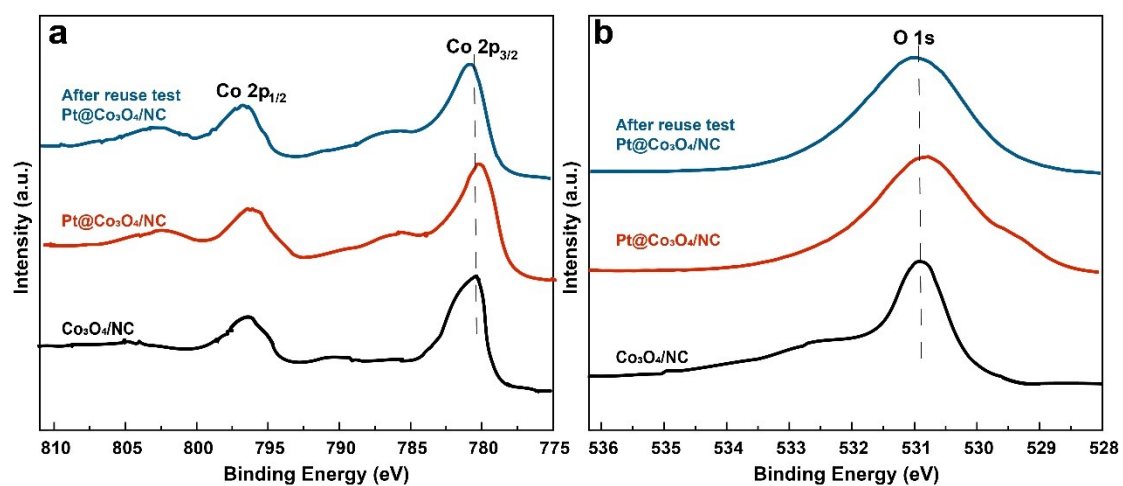 a
Co 2p₃/₂
Co 2p₁/₂
After reuse test
Pt@Co₃O₄/NC
Pt@Co₃O₄/NC
Co₃O₄/NC
Intensity (a.u.)
810 805 800 795 790 785 780 775
Binding Energy (eV)
b
O 1s
After reuse test
Pt@Co₃O₄/NC
Pt@Co₃O₄/NC
Co₃O₄/NC
Intensity (a.u.)
536 535 534 533 532 531 530 529 528
Binding Energy (eV)